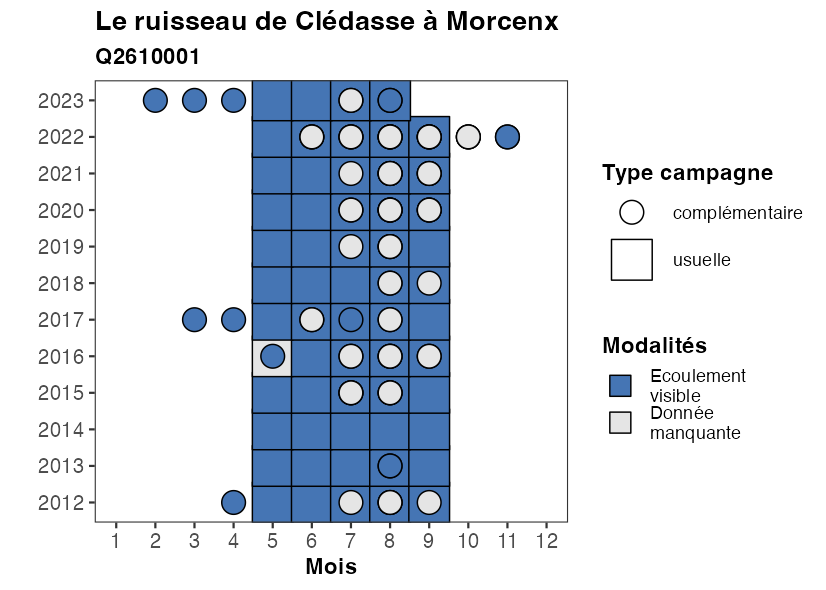 Le ruisseau de Clédasse à Morcenx
Q2610001
2023
2022
2021
2020
2019
2018
2017
2016
2015
2014
2013
2012
1 2 3 4 5 6 7 8 9 10 11 12
Mois
Type campagne
complémentaire
usuelle
Modalités
Ecoulement
visible
Donnée
manquante